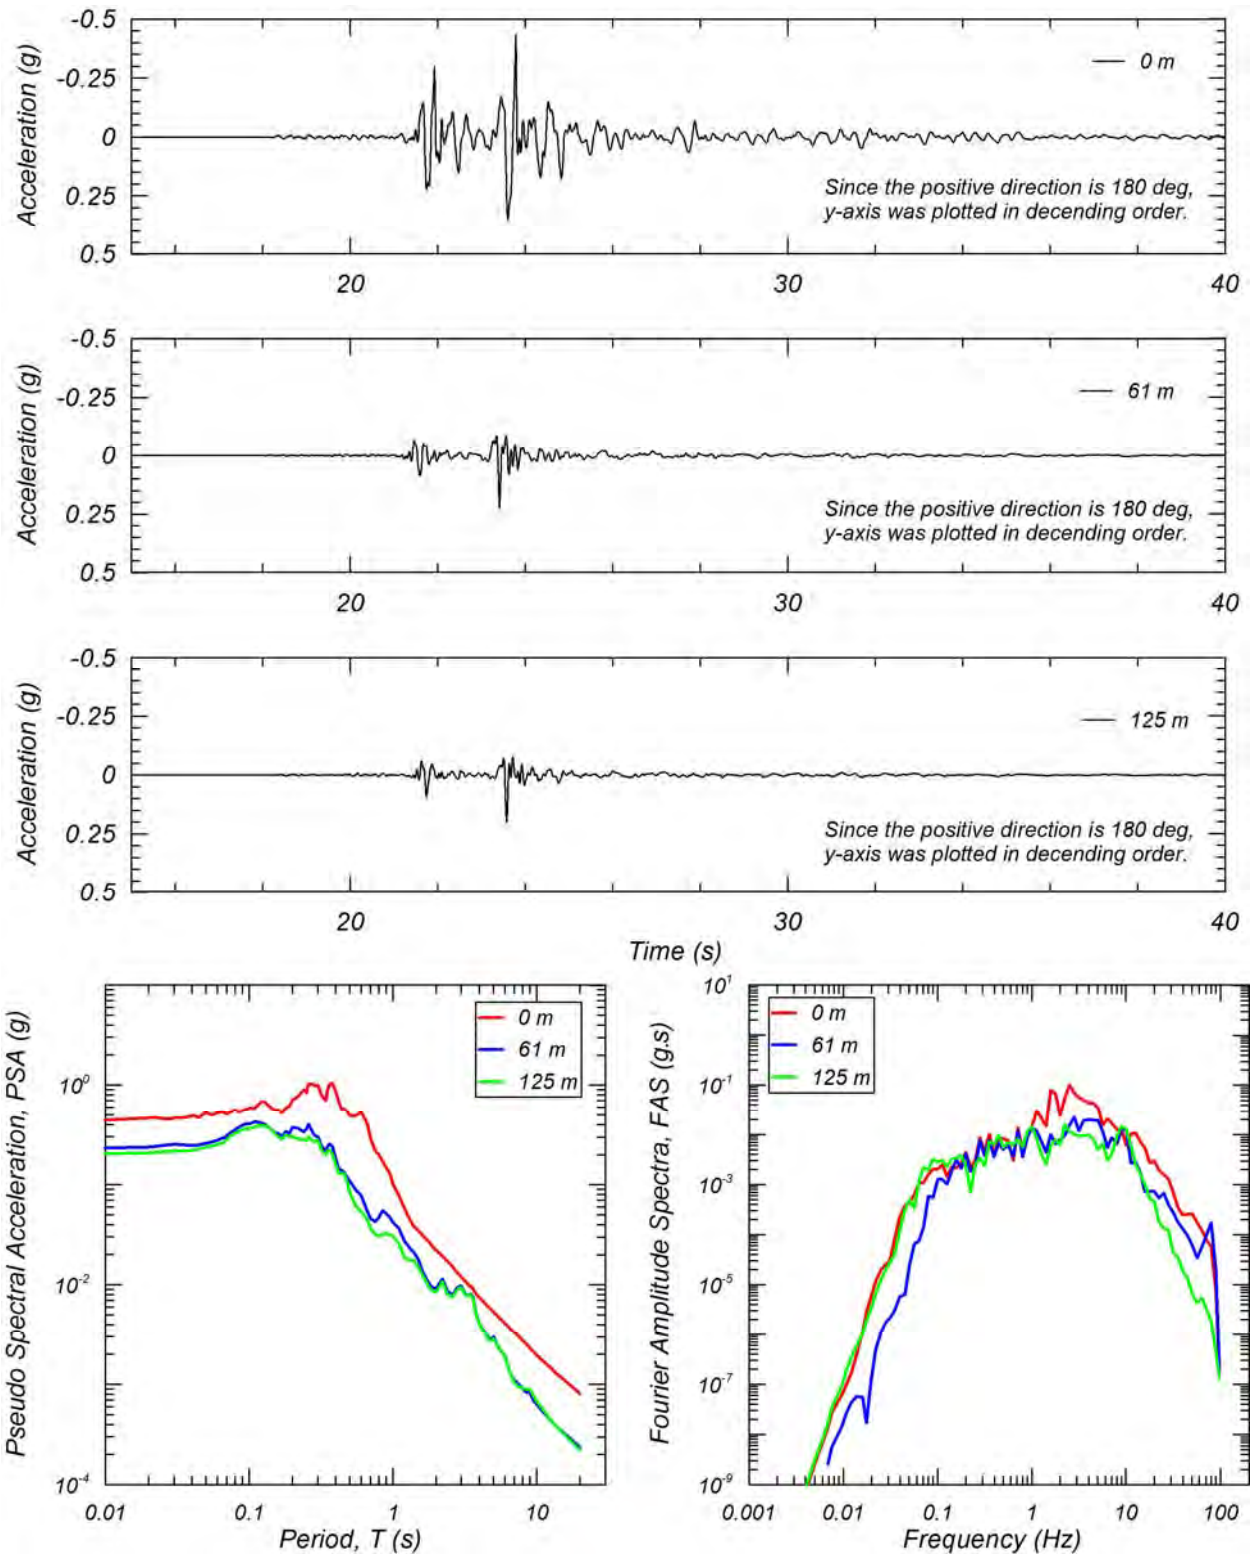 -0.5
-0.25
0
0.25
0.5
Acceleration (g)
0 m
Since the positive direction is 180 deg,
y-axis was plotted in decending order.
20
30
40
-0.5
-0.25
0
0.25
0.5
Acceleration (g)
61 m
Since the positive direction is 180 deg,
y-axis was plotted in decending order.
20
30
40
-0.5
-0.25
0
0.25
0.5
Acceleration (g)
125 m
Since the positive direction is 180 deg,
y-axis was plotted in decending order.
20
30
40
Time (s)
Pseudo Spectral Acceleration, PSA (g)
10⁰
10⁻²
10⁻⁴
0 m
61 m
125 m
0.01
0.1
1
10
Period, T (s)
Fourier Amplitude Spectra, FAS (g.s)
10¹
10⁻¹
10⁻³
10⁻⁵
10⁻⁷
10⁻⁹
0 m
61 m
125 m
0.001
0.01
0.1
1
10
100
Frequency (Hz)